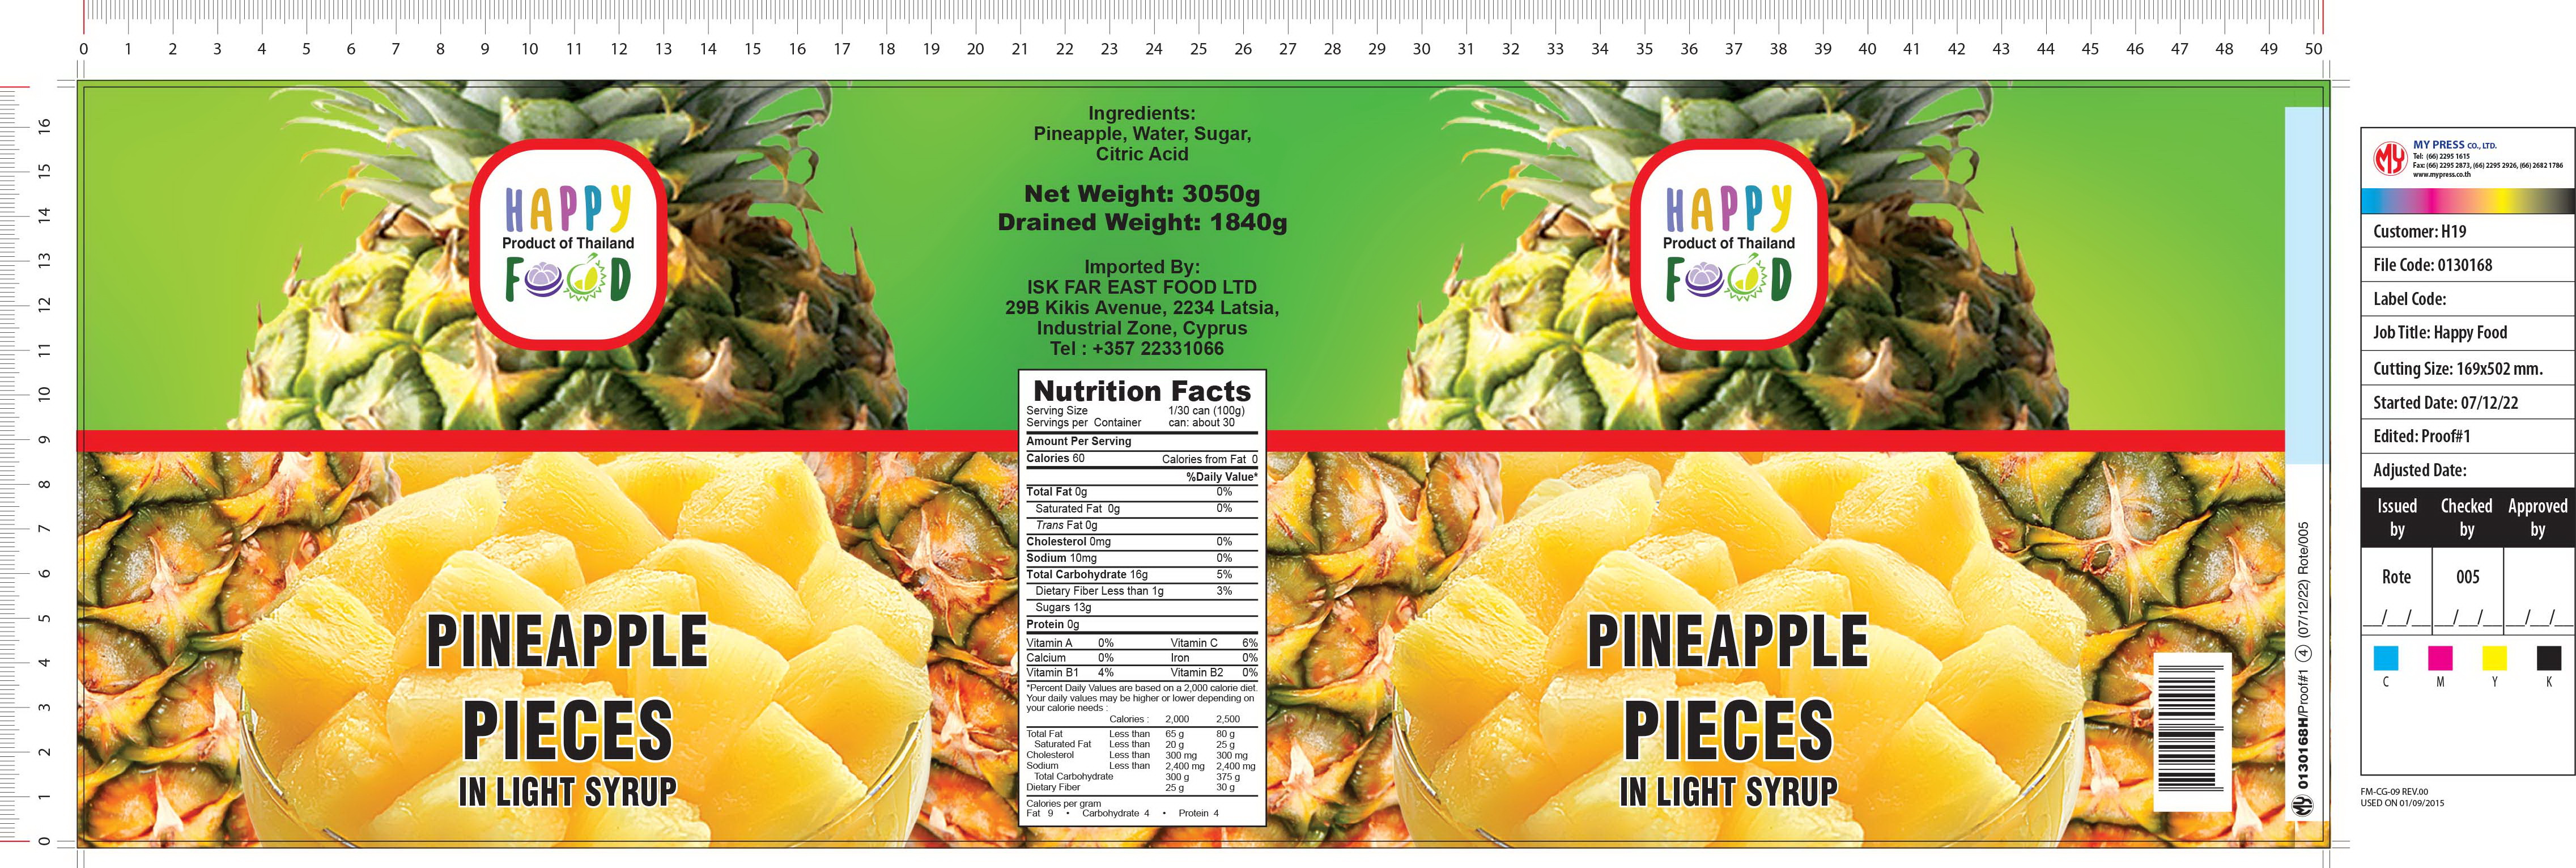 0 1 2 3 4 5 6 7 8 9 10 11 12 13 14 15 16 17 18 19 20 21 22 23 24 25 26 27 28 29 30 31 32 33 34 35 36 37 38 39 40 41 42 43 44 45 46 47 48 49 50
16
15
14
13
12
11
10
9
8
7
6
5
4
3
2
1
0
HAPPY
Product of Thailand
FOOD
PINEAPPLE
PIECES
IN LIGHT SYRUP
Ingredients:
Pineapple, Water, Sugar,
Citric Acid
Net Weight: 3050g
Drained Weight: 1840g
Imported By:
ISK FAR EAST FOOD LTD
29B Kikis Avenue, 2234 Latsia,
Industrial Zone, Cyprus
Tel : +357 22331066
Nutrition Facts
Serving Size 1/30 can (100g)
Servings per Container can: about 30
Amount Per Serving
Calories 60 Calories from Fat 0
%Daily Value*
Total Fat 0g 0%
Saturated Fat 0g 0%
Trans Fat 0g
Cholesterol 0mg 0%
Sodium 10mg 0%
Total Carbohydrate 16g 5%
Dietary Fiber Less than 1g 3%
Sugars 13g
Protein 0g
Vitamin A 0% Vitamin C 6%
Calcium 0% Iron 0%
Vitamin B1 4% Vitamin B2 0%
*Percent Daily Values are based on a 2,000 calorie diet.
Your daily values may be higher or lower depending on
your calorie needs :
Calories : 2,000 2,500
Total Fat Less than 65 g 80 g
Saturated Fat Less than 20 g 25 g
Cholesterol Less than 300 mg 300 mg
Sodium Less than 2,400 mg 2,400 mg
Total Carbohydrate 300 g 375 g
Dietary Fiber 25 g 30 g
Calories per gram
Fat 9 • Carbohydrate 4 • Protein 4
HAPPY
Product of Thailand
FOOD
PINEAPPLE
PIECES
IN LIGHT SYRUP
MY 0130168H/Proof#1 4 (07/12/22) Rote/005
MY
MY PRESS CO., LTD.
Tel: (66) 2295 1615
Fax: (66) 2295 2873, (66) 2295 2926, (66) 2682 1786
www.mypress.co.th
Customer: H19
File Code: 0130168
Label Code:
Job Title: Happy Food
Cutting Size: 169x502 mm.
Started Date: 07/12/22
Edited: Proof#1
Adjusted Date:
Issued by Checked by Approved by
Rote 005
__/__/__ __/__/__ __/__/__
C M Y K
FM-CG-09 REV.00
USED ON 01/09/2015